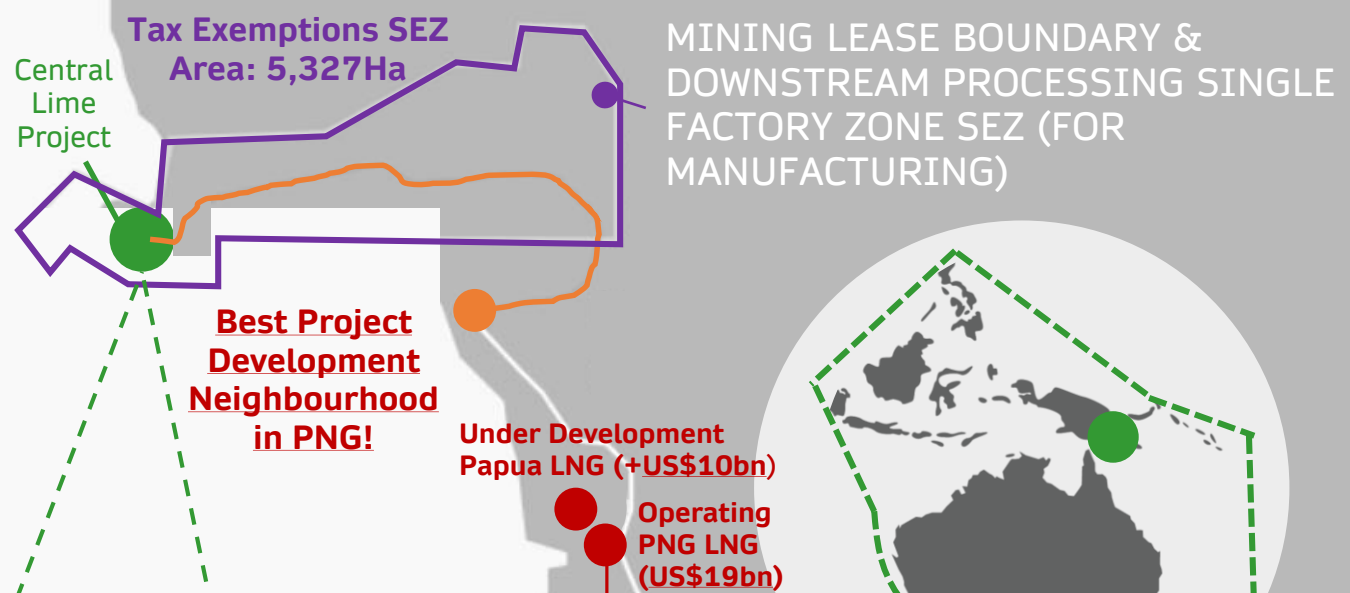 Tax Exemptions SEZ
Area: 5,327Ha
Central
Lime
Project
MINING LEASE BOUNDARY &
DOWNSTREAM PROCESSING SINGLE
FACTORY ZONE SEZ (FOR
MANUFACTURING)
Best Project
Development
Neighbourhood
in PNG!
Under Development
Papua LNG (+US$10bn)
Operating
PNG LNG
(US$19bn)